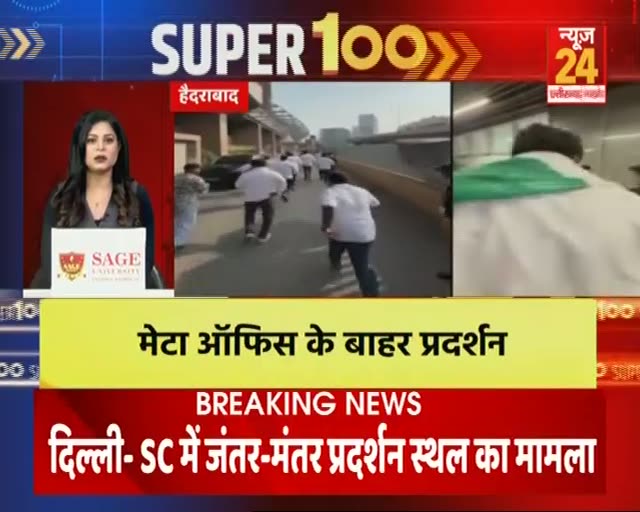 SUPER 100
न्यूज़
24
हैदराबाद
SAGE
UNIVERSITY
मेटा ऑफिस के बाहर प्रदर्शन
BREAKING NEWS
दिल्ली- SC में जंतर-मंतर प्रदर्शन स्थल का मामला